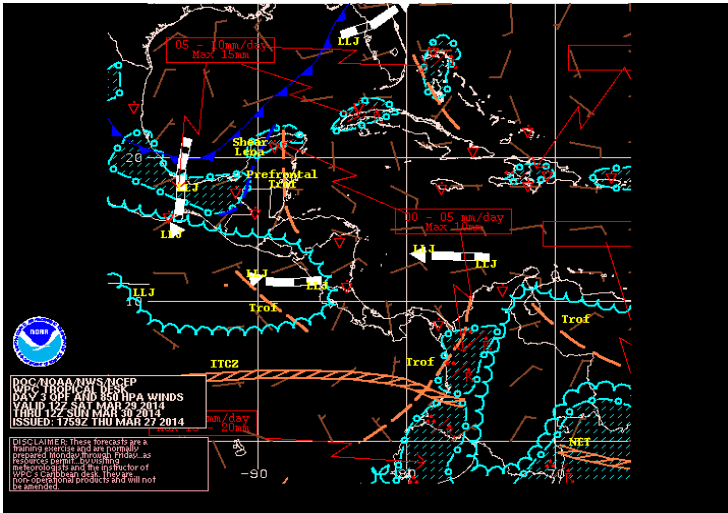 LLJ
05 - 10mm/day
Max 15mm
Shear
20
Prefrontal
Trof
LLJ
00 - 05 mm/day
Max 10mm
LLJ
LLJ
LLJ
LLJ
LLJ
LLJ
10
Trof
Trof
ITCZ
Trof
NOAA
DOC/NOAA/NWS/NCEP
WPC TROPICAL DESK
DAY 3 QPF AND 850 HPA WINDS
VALID 12Z SAT MAR 29 2014
THRU 12Z SUN MAR 30 2014
ISSUED: 1759Z THU MAR 27 2014
mm/day
20mm
NET
DISCLAIMER: These forecasts are a
training exercise and are normally
prepared Monday through Friday...as
resources permit...by visiting
meteorologists and the instructor of
WPC's Caribbean desk. They are
non-operational products and will not
be amended.
-90